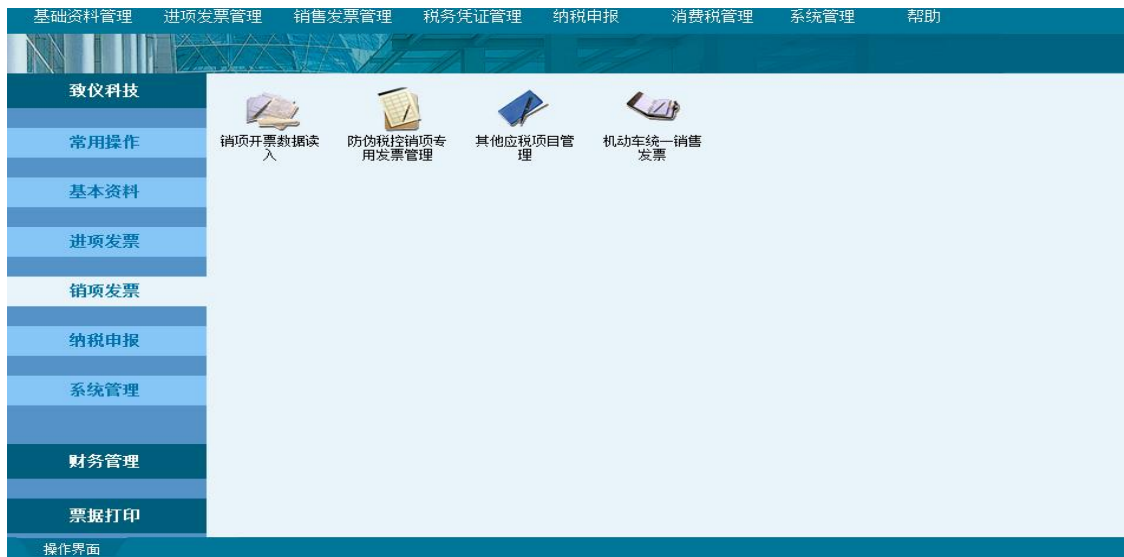 基础资料管理 进项发票管理 销售发票管理 税务凭证管理 纳税申报 消费税管理 系统管理 帮助
致仪科技
常用操作
基本资料
进项发票
销项发票
纳税申报
系统管理
财务管理
票据打印
销项开票数据读
入
防伪税控销项专
用发票管理
其他应税项目管
理
机动车统一销售
发票
操作界面